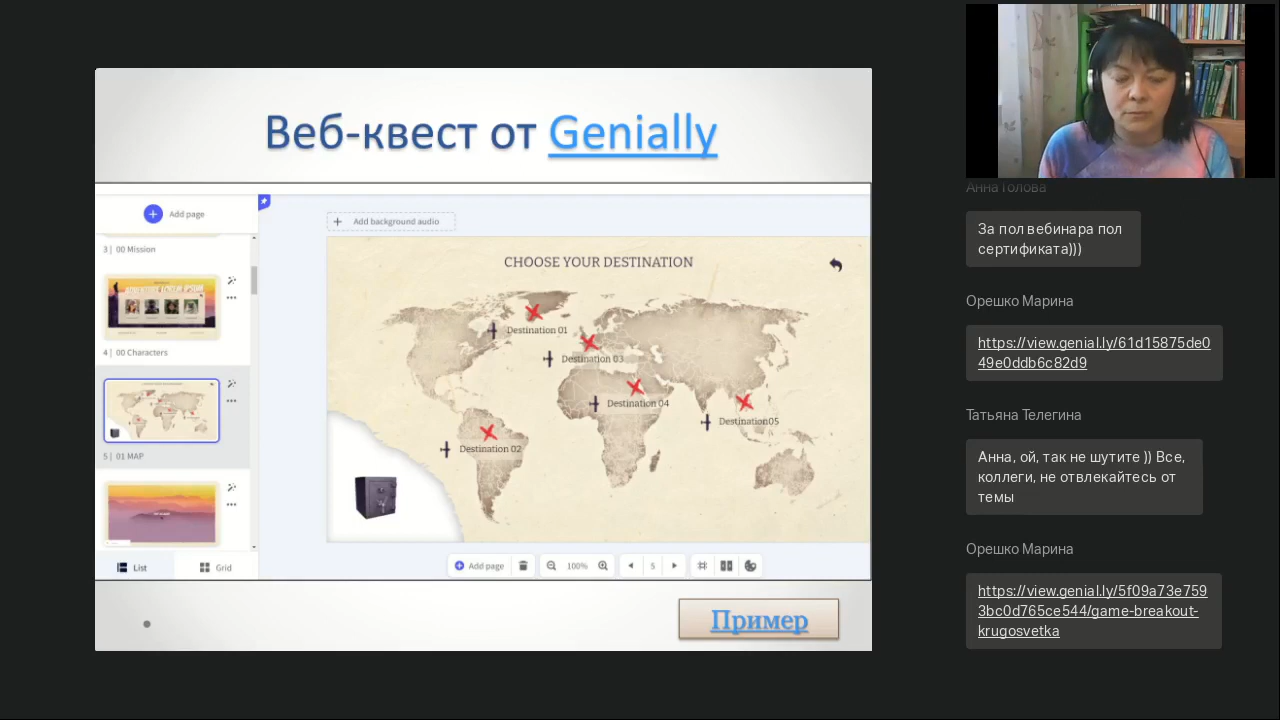 Веб-квест от Genially
Add page
3 | 00 Mission
4 | 00 Characters
5 | 01 MAP
List
Grid
Add background audio
CHOOSE YOUR DESTINATION
Destination 01
Destination 03
Destination 04
Destination05
Destination 02
Add page
100%
5
Пример
Анна Голова
За пол вебинара пол
сертификата)))
Орешко Марина
https://view.genial.ly/61d15875de0
49e0ddb6c82d9
Татьяна Телегина
Анна, ой, так не шутите )) Все,
коллеги, не отвлекайтесь от
темы
Орешко Марина
https://view.genial.ly/5f09a73e759
3bc0d765ce544/game-breakout-
krugosvetka